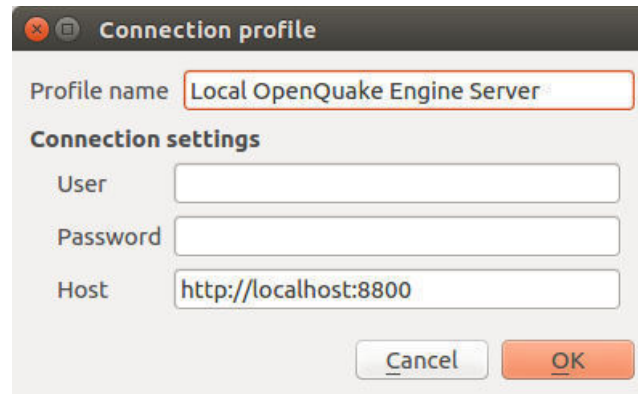 Connection profile
Profile name Local OpenQuake Engine Server
Connection settings
User
Password
Host http://localhost:8800
Cancel OK